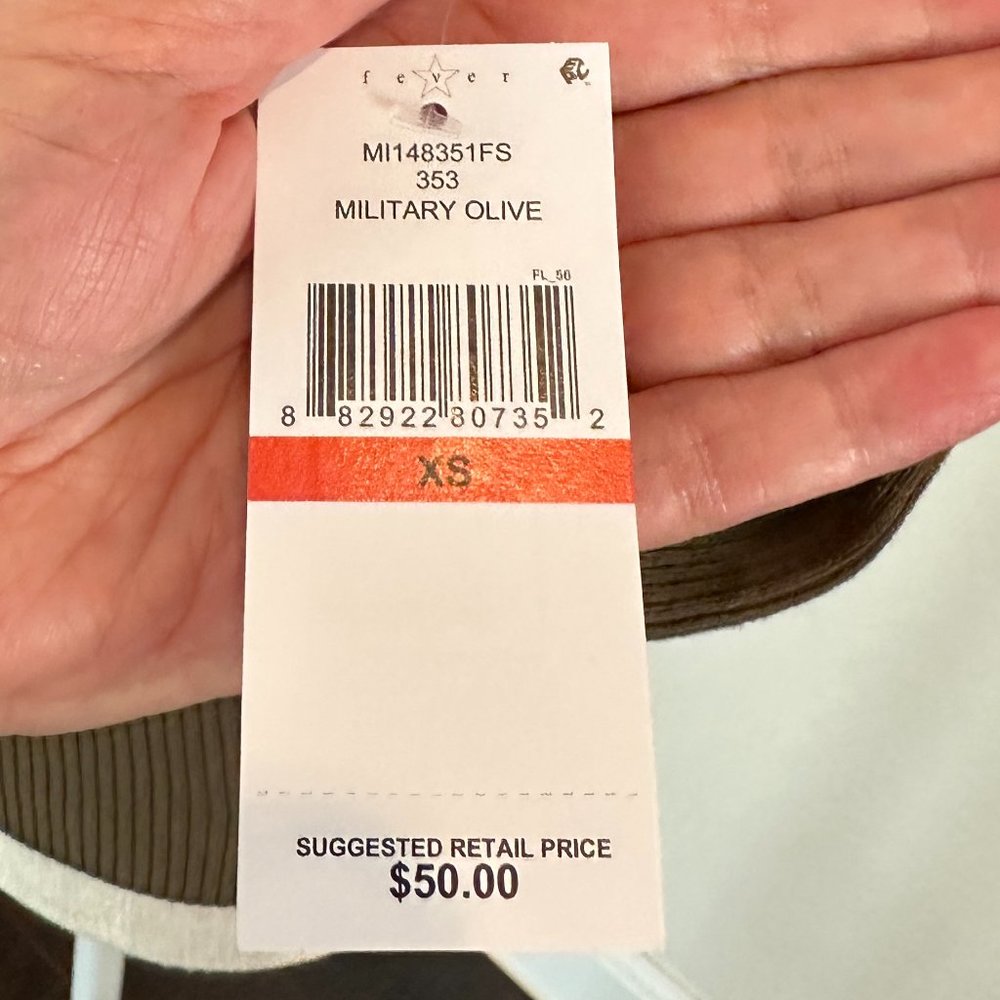 fever
MI148351FS
353
MILITARY OLIVE
FL_50
8 82922 80735 2
XS
SUGGESTED RETAIL PRICE
$50.00